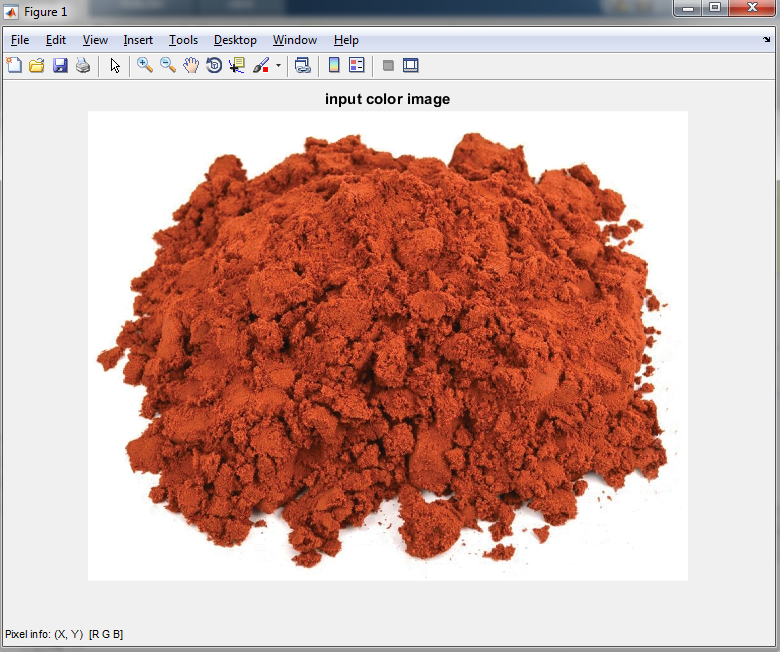 Figure 1
File Edit View Insert Tools Desktop Window Help
input color image
Pixel info: (X, Y) [R G B]